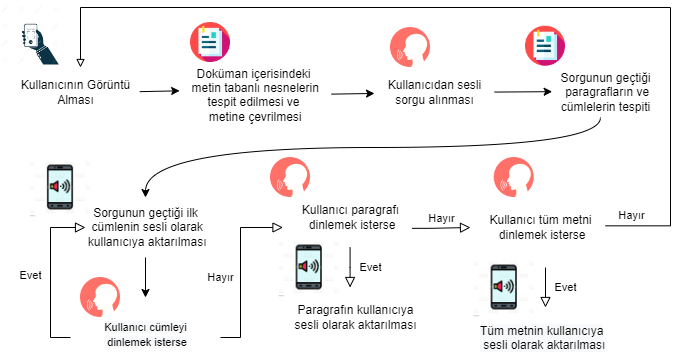 Kullanıcının Görüntü
Alması
Doküman içerisindeki
metin tabanlı nesnelerin
tespit edilmesi ve
metine çevrilmesi
Kullanıcıdan sesli
sorgu alınması
Sorgunun geçtiği
paragrafların ve
cümlelerin tespiti
Sorgunun geçtiği ilk
cümlenin sesli olarak
kullanıcıya aktarılması
Evet
Kullanıcı cümleyi
dinlemek isterse
Hayır
Kullanıcı paragrafı
dinlemek isterse
Hayır
Evet
Paragrafın kullanıcıya
sesli olarak aktarılması
Kullanıcı tüm metni
dinlemek isterse
Hayır
Evet
Tüm metnin kullanıcıya
sesli olarak aktarılması